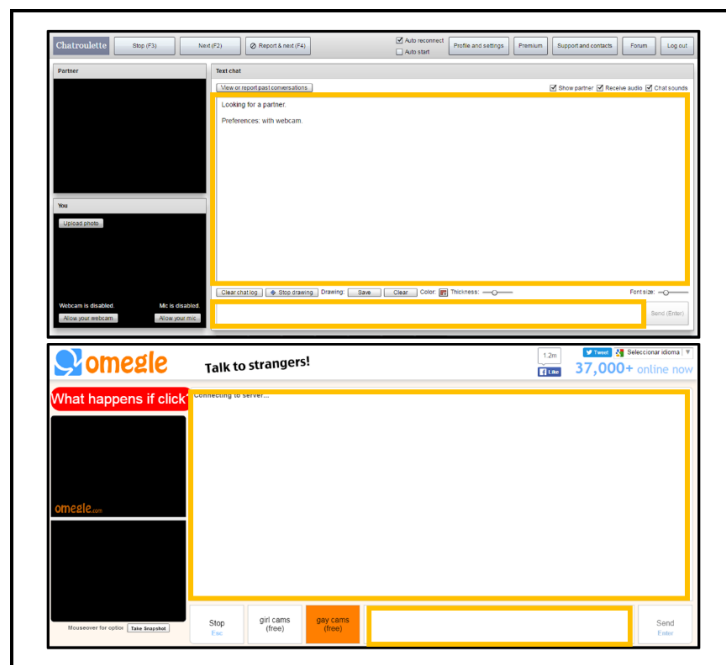 Chatroulette Stop (F3) Next (F2) Report & next (F4) Auto reconnect Auto start Profile and settings Premium Support and contacts Forum Log out
Partner Text chat
View or report past conversations Show partner Receive audio Chat sounds
Looking for a partner.
Preferences: with webcam.
You
Upload photo
Webcam is disabled. Mic is disabled.
Allow your webcam Allow your mic
Clear chat log Stop drawing Drawing: Save Clear Color: Thickness: Font size:
Send (Enter)
omegle Talk to strangers! 1.2m Like Tweet Seleccionar idioma
37,000+ online now
What happens if click?
Connecting to server...
omegle.com
Mouseover for option Take Snapshot
Stop Esc
girl cams (free)
gay cams (free)
Send Enter